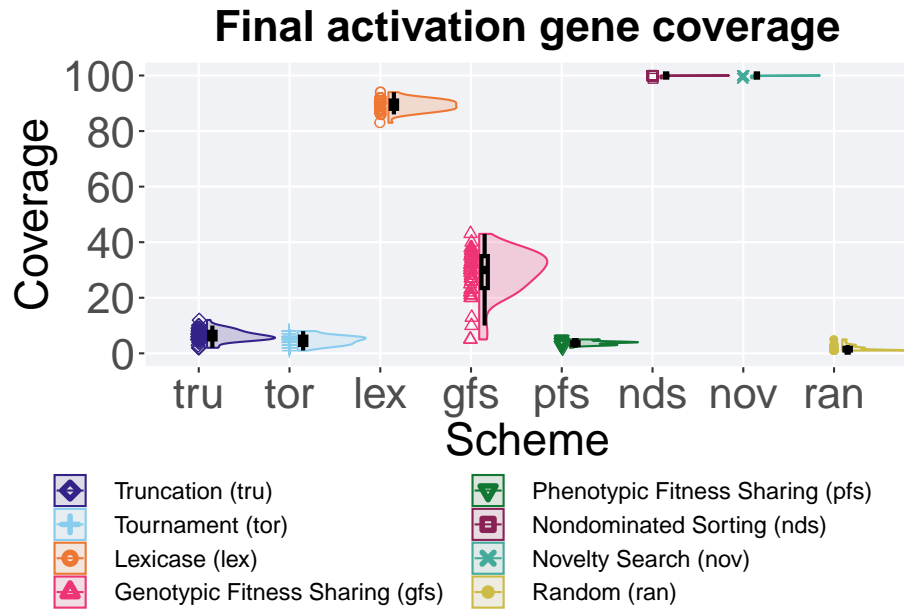 Final activation gene coverage
Coverage
100
80
60
40
20
0
tru tor lex gfs pfs nds nov ran
Scheme
Truncation (tru)
Tournament (tor)
Lexicase (lex)
Genotypic Fitness Sharing (gfs)
Phenotypic Fitness Sharing (pfs)
Nondominated Sorting (nds)
Novelty Search (nov)
Random (ran)